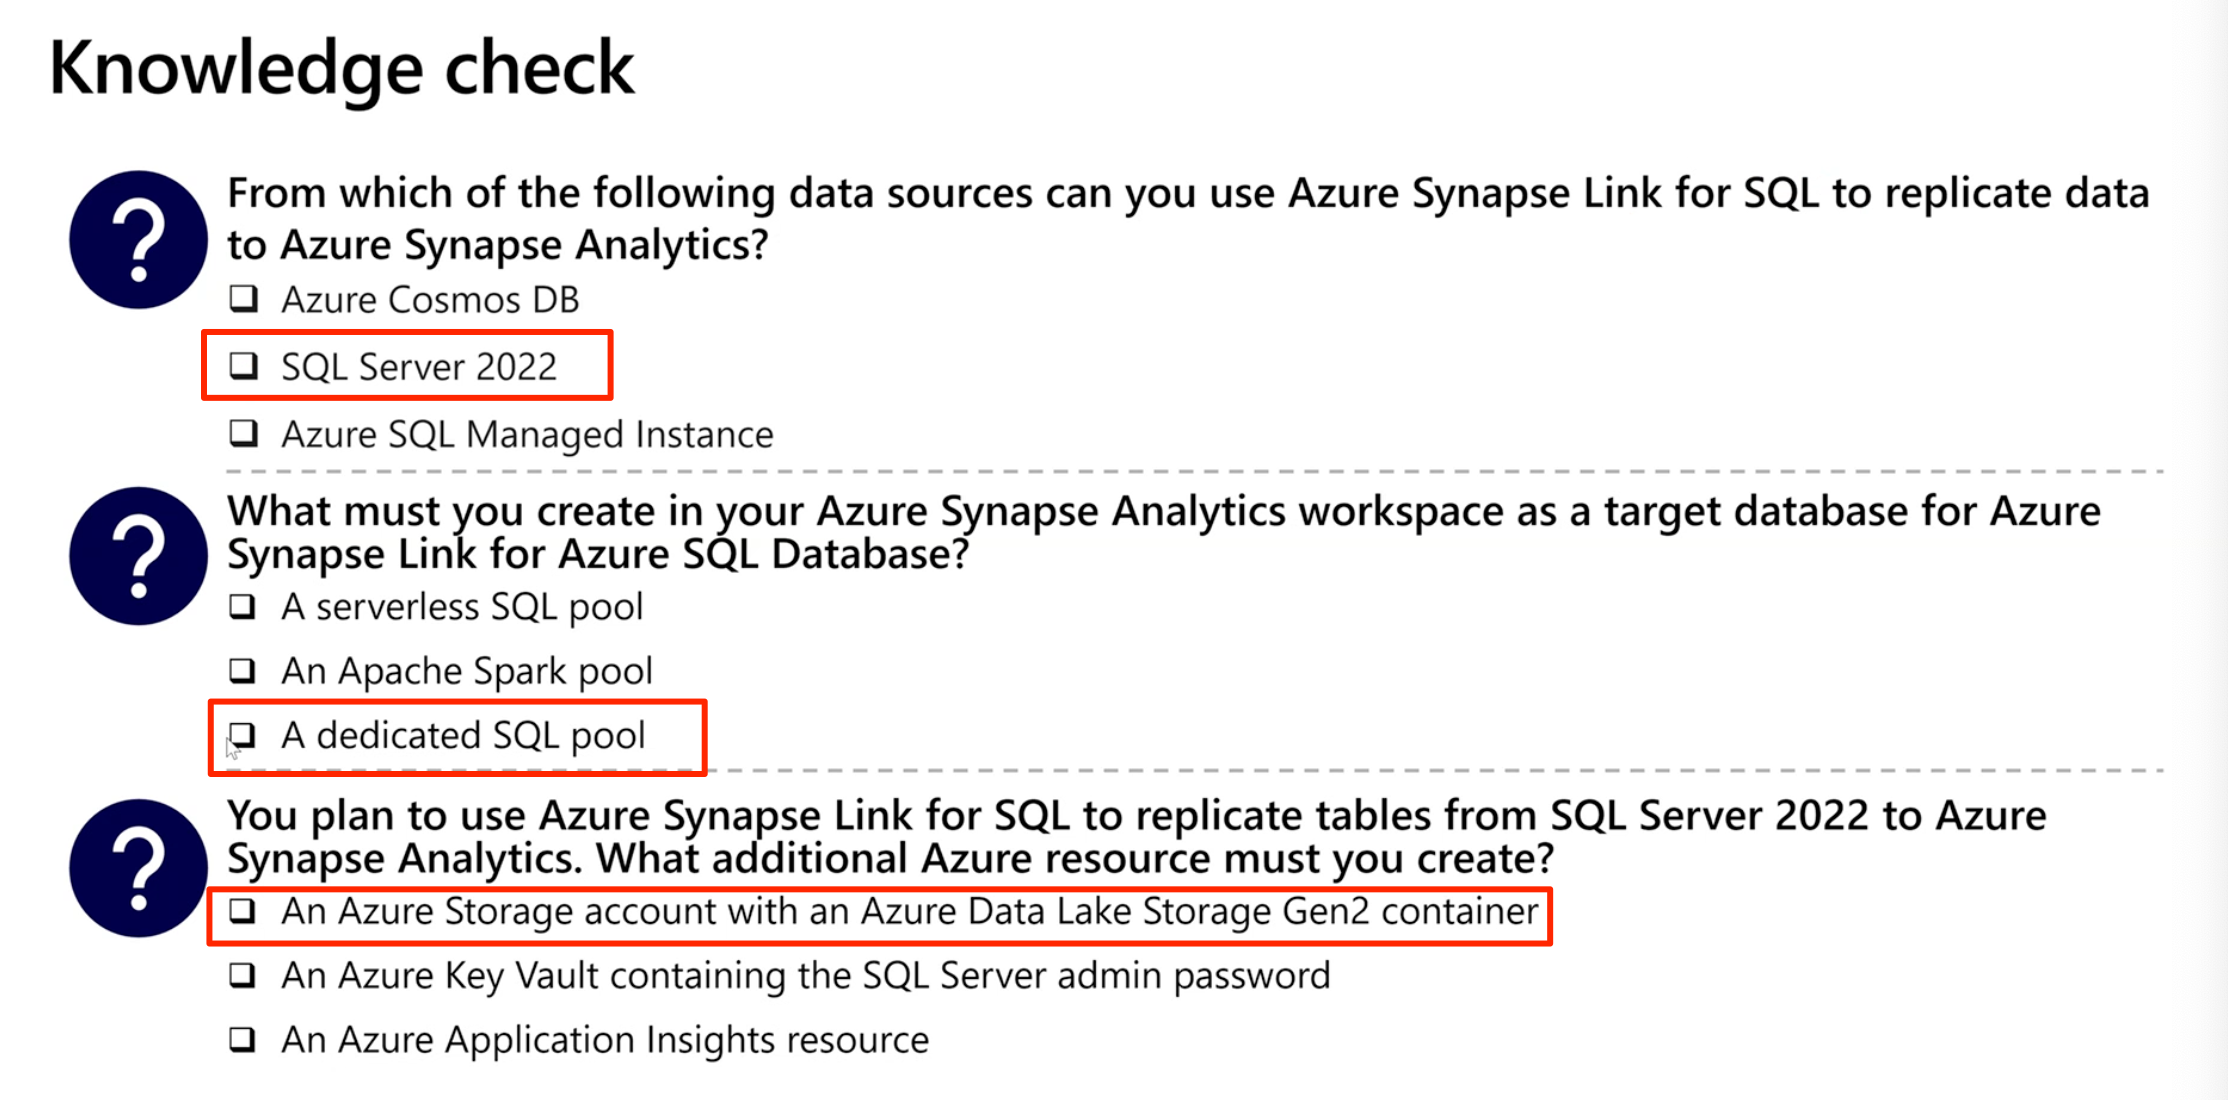 Knowledge check
From which of the following data sources can you use Azure Synapse Link for SQL to replicate data
to Azure Synapse Analytics?
Azure Cosmos DB
SQL Server 2022
Azure SQL Managed Instance
What must you create in your Azure Synapse Analytics workspace as a target database for Azure
Synapse Link for Azure SQL Database?
A serverless SQL pool
An Apache Spark pool
A dedicated SQL pool
You plan to use Azure Synapse Link for SQL to replicate tables from SQL Server 2022 to Azure
Synapse Analytics. What additional Azure resource must you create?
An Azure Storage account with an Azure Data Lake Storage Gen2 container
An Azure Key Vault containing the SQL Server admin password
An Azure Application Insights resource